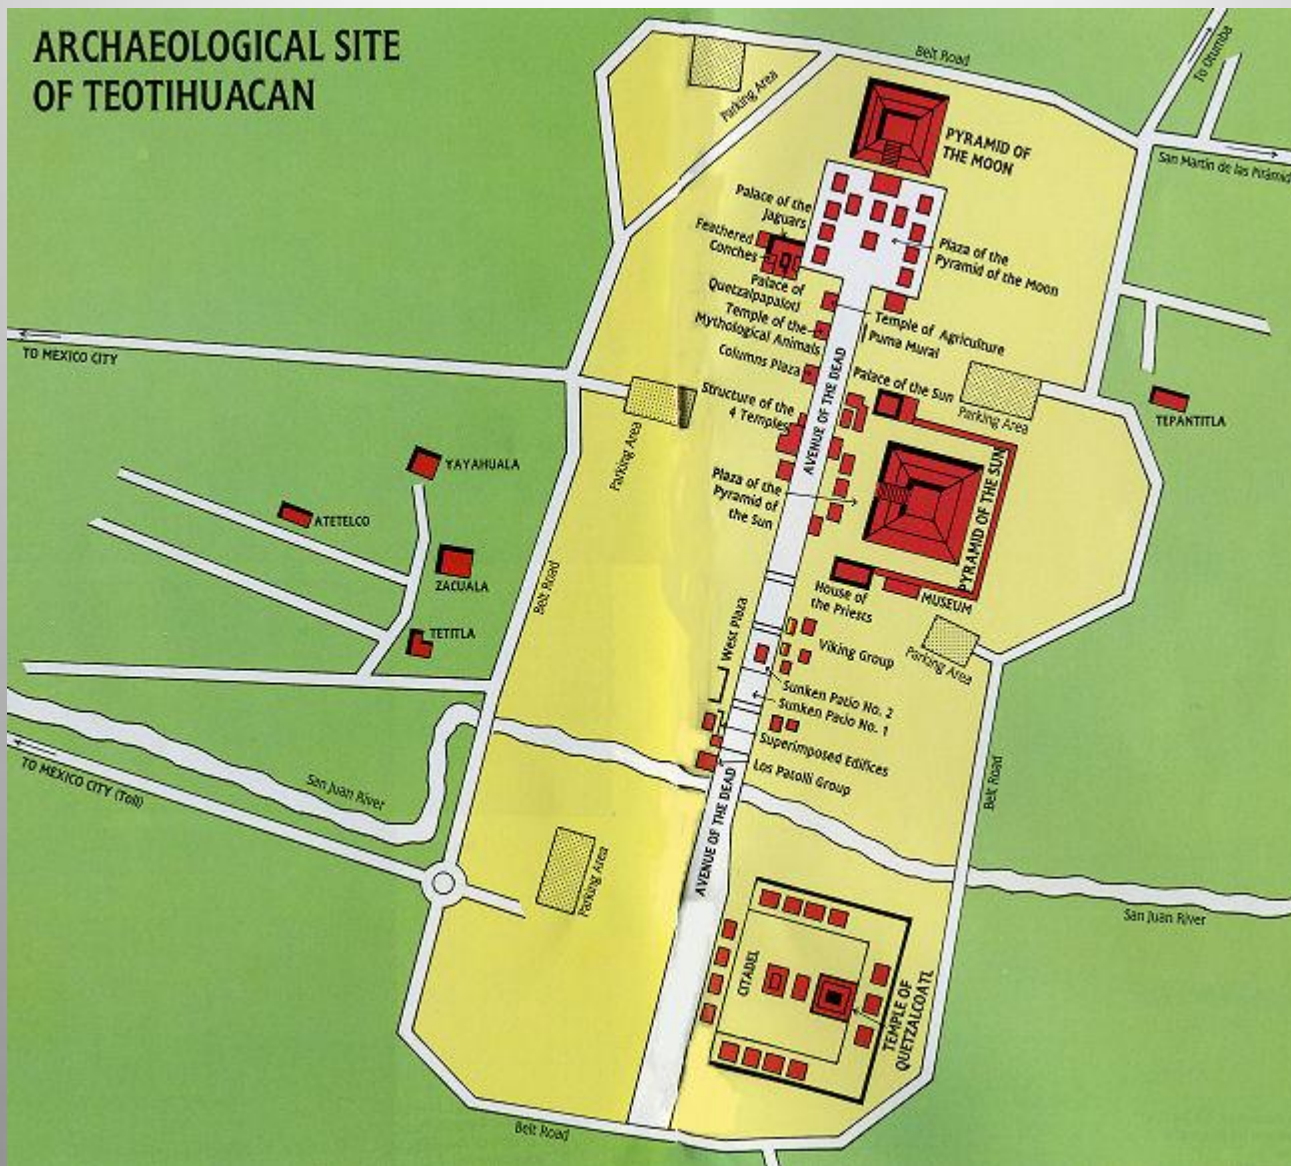 ARCHAEOLOGICAL SITE
OF TEOTIHUACAN
Belt Road
To Otumba
Parking Area
PYRAMID OF
THE MOON
San Martín de las Pirámid
Palace of the
Jaguars
Feathered
Conches
Plaza of the
Pyramid of the Moon
Palace of
Quetzalpapalotl
Temple of the
Mythological Animals
Temple of Agriculture
Puma Mural
TO MEXICO CITY
Columns Plaza
AVENUE OF THE DEAD
Palace of the Sun
Structure of the
4 Temples
Parking Area
TEPANTITLA
Parking Area
YAYAHUALA
Plaza of the
Pyramid of
the Sun
PYRAMID OF THE SUN
ATETELCO
ZACUALA
Belt Road
House of
the Priests
MUSEUM
TETITLA
West Plaza
Viking Group
Parking Area
Sunken Patio No. 2
Sunken Patio No. 1
Superimposed Edifices
Los Patolli Group
TO MEXICO CITY (Toll)
San Juan River
Belt Road
AVENUE OF THE DEAD
Parking Area
San Juan River
CITADEL
TEMPLE OF
QUETZALCOATL
Belt Road